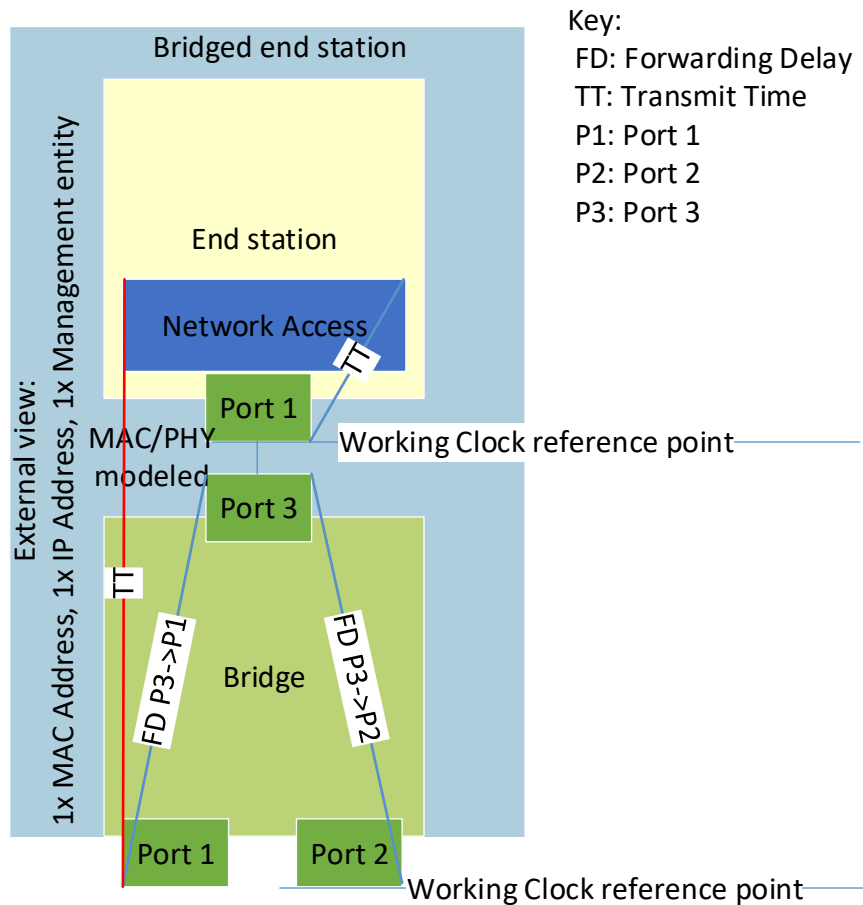 Key:
FD: Forwarding Delay
TT: Transmit Time
P1: Port 1
P2: Port 2
P3: Port 3
Bridged end station
External view:
1x MAC Address, 1x IP Address, 1x Management entity
End station
Network Access
TT
Port 1
MAC/PHY
modeled
Working Clock reference point
Port 3
TT
FD P3->P1
FD P3->P2
Bridge
Port 1
Port 2
Working Clock reference point